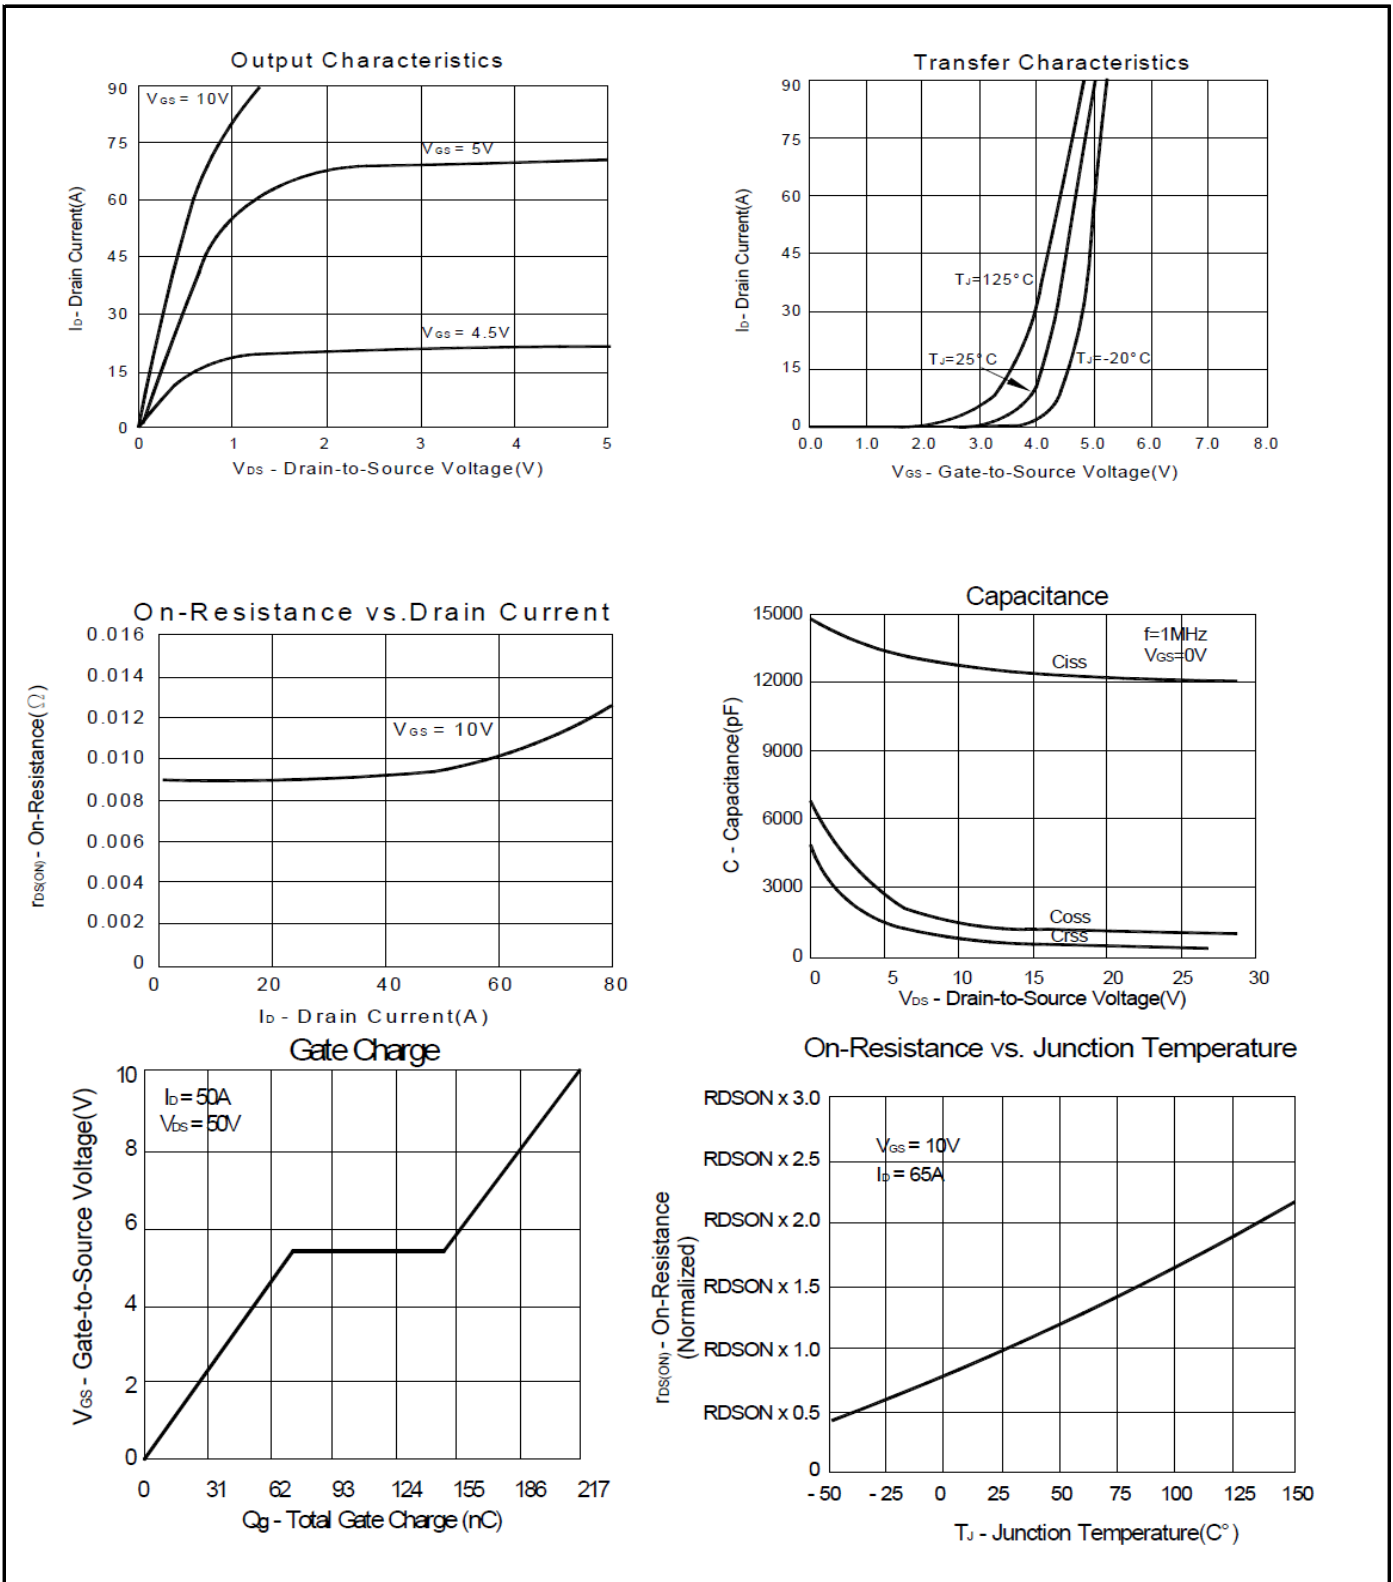 Output Characteristics
90
75
60
45
30
15
0
VGS = 10V
VGS = 5V
VGS = 4.5V
ID- Drain Current(A)
0 1 2 3 4 5
VDS - Drain-to-Source Voltage(V)
Transfer Characteristics
90
75
60
45
30
15
0
TJ=125°C
TJ=25°C
TJ=-20°C
ID- Drain Current(A)
0.0 1.0 2.0 3.0 4.0 5.0 6.0 7.0 8.0
VGS - Gate-to-Source Voltage(V)
On-Resistance vs.Drain Current
0.016
0.014
0.012
0.010
0.008
0.006
0.004
0.002
0
VGS = 10V
rDS(ON) - On-Resistance(Ω)
0 20 40 60 80
ID - Drain Current(A)
Capacitance
15000
12000
9000
6000
3000
0
f=1MHz
VGS=0V
Ciss
Coss
Crss
C - Capacitance(pF)
0 5 10 15 20 25 30
VDS - Drain-to-Source Voltage(V)
Gate Charge
10
8
6
4
2
0
ID = 50A
VDS = 50V
VGS - Gate-to-Source Voltage(V)
0 31 62 93 124 155 186 217
Qg - Total Gate Charge (nC)
On-Resistance vs. Junction Temperature
RDSON x 3.0
RDSON x 2.5
RDSON x 2.0
RDSON x 1.5
RDSON x 1.0
RDSON x 0.5
0
VGS = 10V
ID = 65A
rDS(ON) - On-Resistance
(Normalized)
- 50 - 25 0 25 50 75 100 125 150
TJ - Junction Temperature(C°)